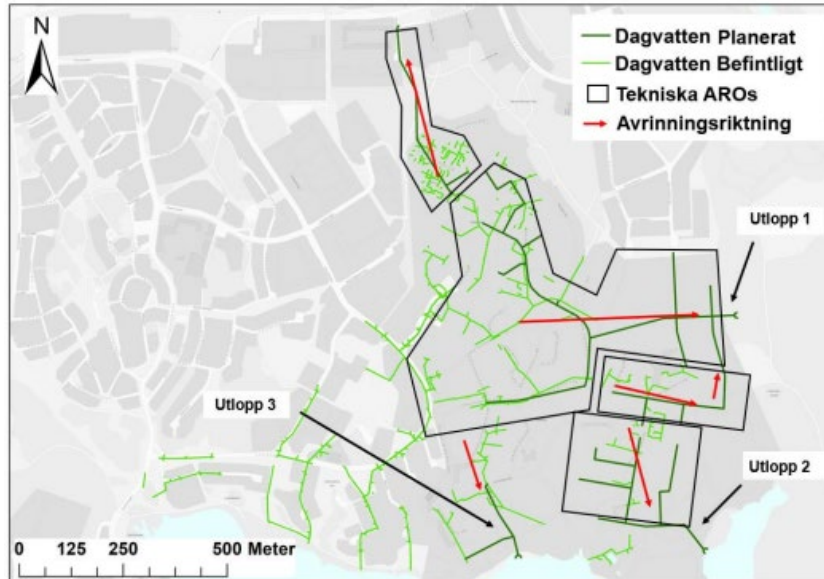 N
Dagvatten Planerat
Dagvatten Befintligt
Tekniska AROs
Avrinningsriktning
Utlopp 1
Utlopp 3
Utlopp 2
0 125 250 500 Meter